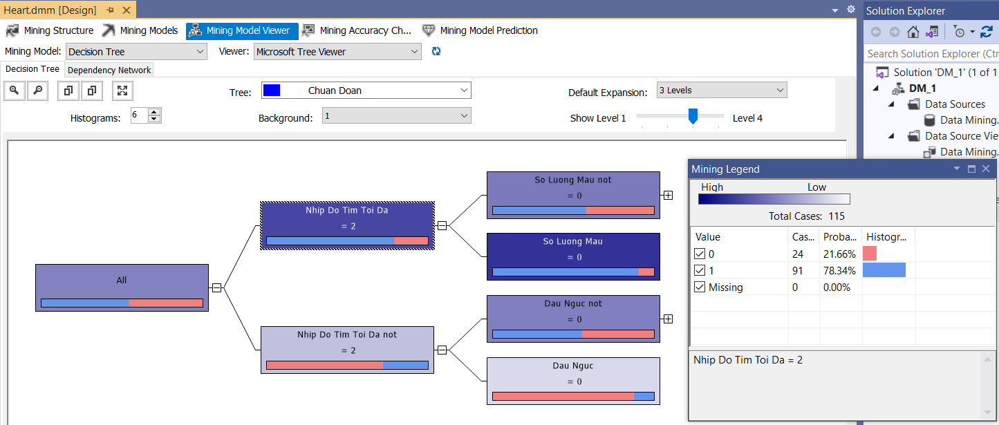 Heart.dmm [Design]
Solution Explorer
Mining Structure
Mining Models
Mining Model Viewer
Mining Accuracy Ch...
Mining Model Prediction
Mining Model:
Decision Tree
Viewer:
Microsoft Tree Viewer
Search Solution Explorer (Ctr
Decision Tree
Dependency Network
Solution 'DM_1' (1 of 1
DM_1
Tree:
Chuan Doan
Default Expansion:
3 Levels
Data Sources
Data Mining.
Histograms:
6
Background:
1
Show Level 1
Level 4
Data Source Vie
Data Mining.
Mining Legend
High
Low
Total Cases: 115
Value
Cas...
Proba...
Histogr...
0
24
21.66%
1
91
78.34%
Missing
0
0.00%
Nhip Do Tim Toi Da = 2
All
Nhip Do Tim Toi Da
= 2
Nhip Do Tim Toi Da not
= 2
So Luong Mau not
= 0
So Luong Mau
= 0
Dau Nguc not
= 0
Dau Nguc
= 0